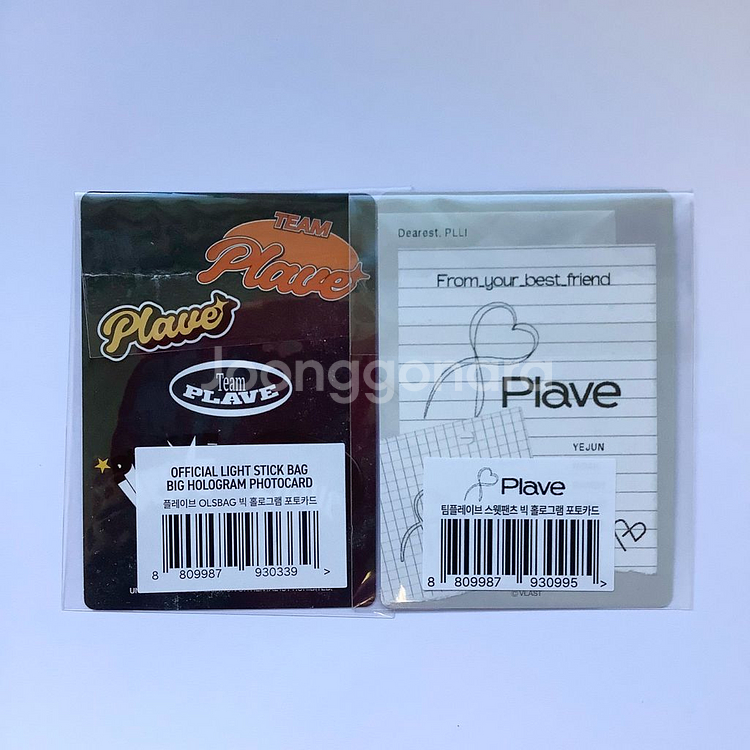 TEAM
Plave
Plave
Team
PLAVE
OFFICIAL LIGHT STICK BAG
BIG HOLOGRAM PHOTOCARD
플레이브 OLSBAG 빅 홀로그램 포토카드
8 809987 930339 >
Dearest, PLLI
From_your_best_friend
Plave
YEJUN
Plave
팀플레이브 스웻팬츠 빅 홀로그램 포토카드
8 809987 930995 >
© VLAST
Joonggonara